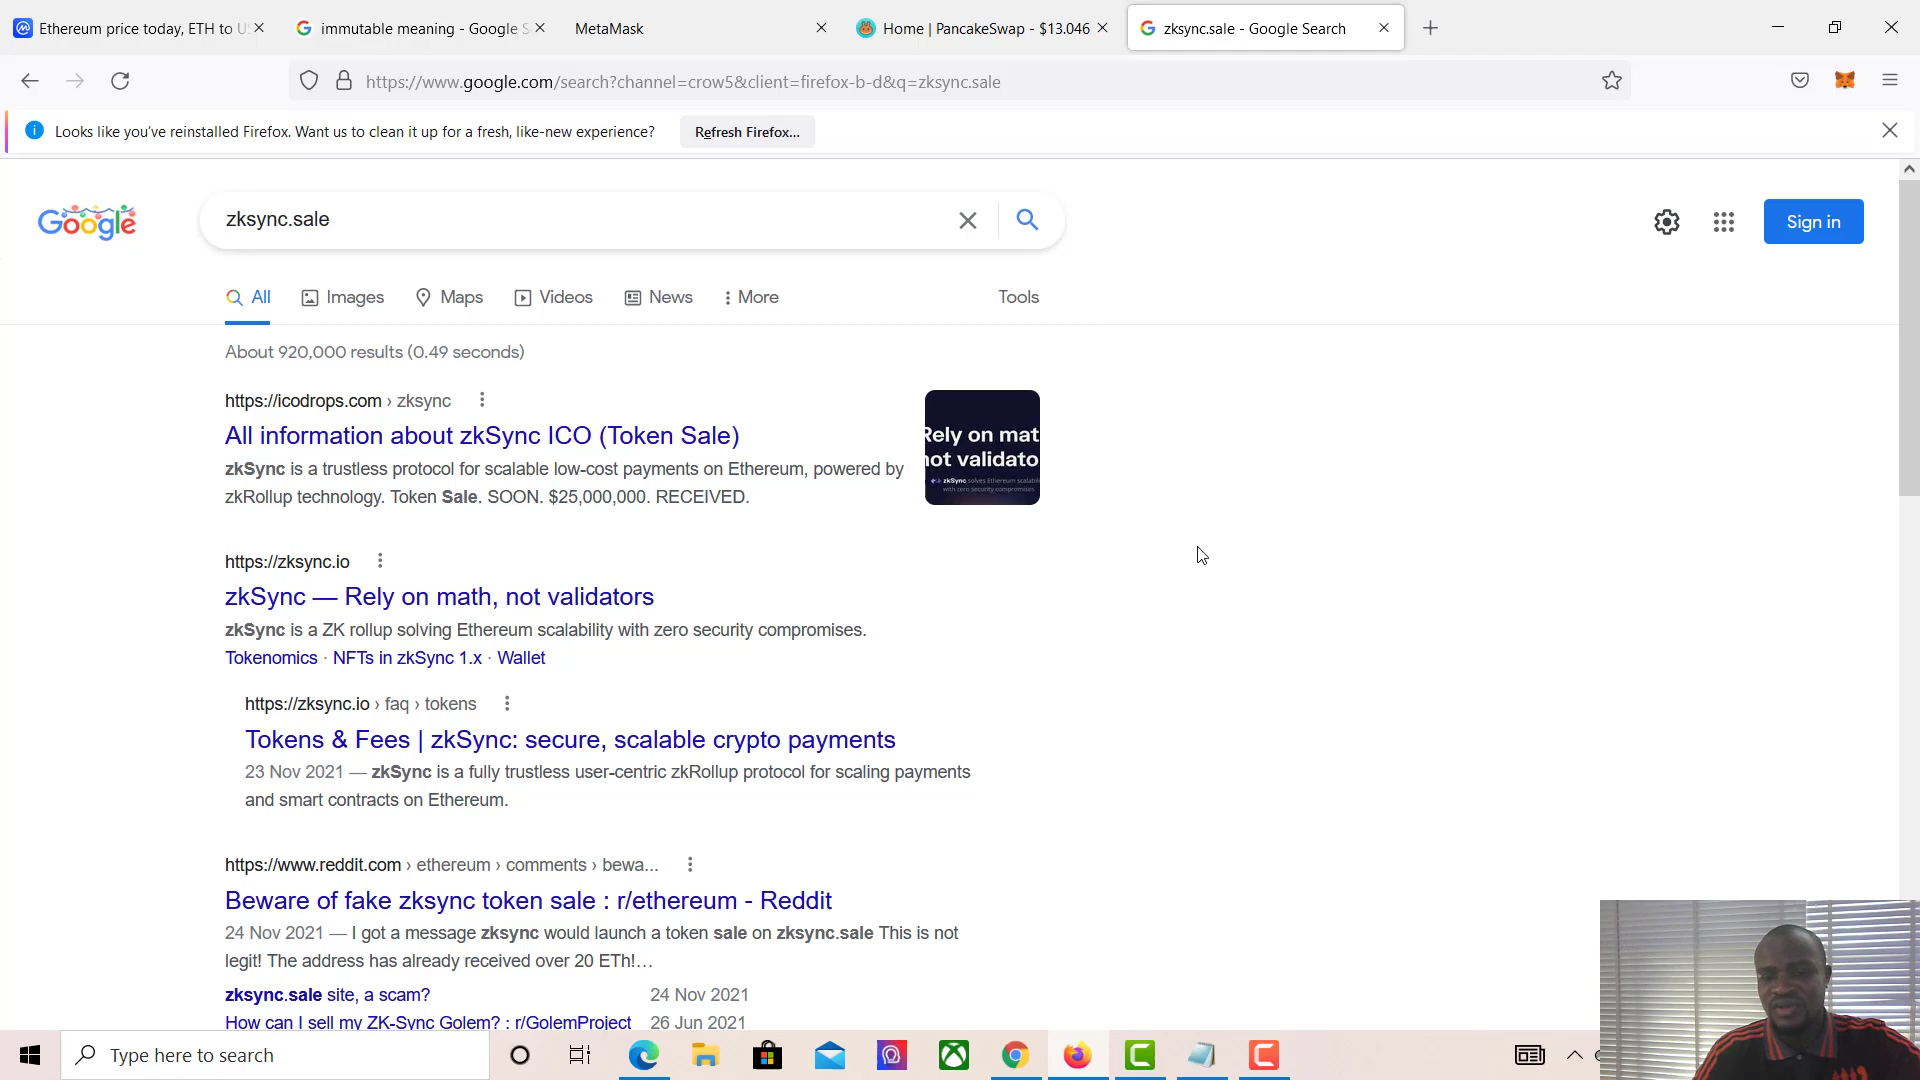 Ethereum price today, ETH to US
immutable meaning - Google S
MetaMask
Home | PancakeSwap - $13.046
zksync.sale - Google Search
https://www.google.com/search?channel=crow5&client=firefox-b-d&q=zksync.sale
Looks like you've reinstalled Firefox. Want us to clean it up for a fresh, like-new experience?
Refresh Firefox...
Google
zksync.sale
Sign in
All
Images
Maps
Videos
News
More
Tools
About 920,000 results (0.49 seconds)
https://icodrops.com › zksync
All information about zkSync ICO (Token Sale)
zkSync is a trustless protocol for scalable low-cost payments on Ethereum, powered by
zkRollup technology. Token Sale. SOON. $25,000,000. RECEIVED.
Rely on mat
not validato
zkSync solves Ethereum scalabi
with zero security compromises
https://zksync.io
zkSync — Rely on math, not validators
zkSync is a ZK rollup solving Ethereum scalability with zero security compromises.
Tokenomics · NFTs in zkSync 1.x · Wallet
https://zksync.io › faq › tokens
Tokens & Fees | zkSync: secure, scalable crypto payments
23 Nov 2021 — zkSync is a fully trustless user-centric zkRollup protocol for scaling payments
and smart contracts on Ethereum.
https://www.reddit.com › ethereum › comments › bewa...
Beware of fake zksync token sale : r/ethereum - Reddit
24 Nov 2021 — I got a message zksync would launch a token sale on zksync.sale This is not
legit! The address has already received over 20 ETh!…
zksync.sale site, a scam?
24 Nov 2021
How can I sell my ZK-Sync Golem? : r/GolemProject
26 Jun 2021
Type here to search